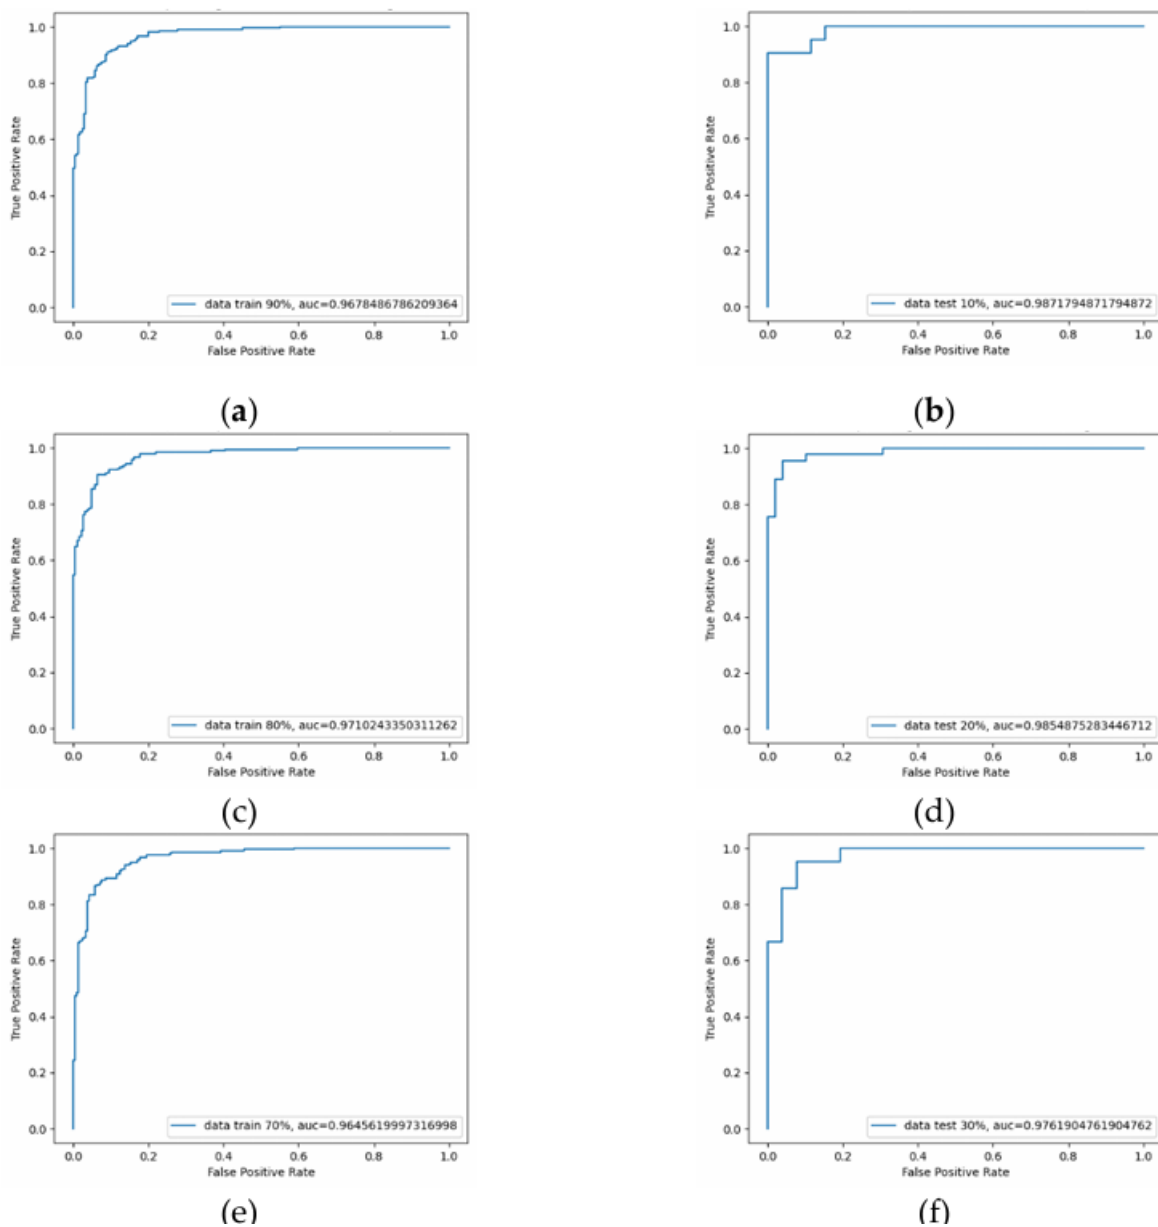 1.0
0.8
0.6
0.4
0.2
0.0
True Positive Rate
data train 90%, auc=0.9678486786209364
0.0 0.2 0.4 0.6 0.8 1.0
False Positive Rate
(a)
1.0
0.8
0.6
0.4
0.2
0.0
True Positive Rate
data test 10%, auc=0.9871794871794872
0.0 0.2 0.4 0.6 0.8 1.0
False Positive Rate
(b)
1.0
0.8
0.6
0.4
0.2
0.0
True Positive Rate
data train 80%, auc=0.9710243350311262
0.0 0.2 0.4 0.6 0.8 1.0
False Positive Rate
(c)
1.0
0.8
0.6
0.4
0.2
0.0
True Positive Rate
data test 20%, auc=0.9854875283446712
0.0 0.2 0.4 0.6 0.8 1.0
False Positive Rate
(d)
1.0
0.8
0.6
0.4
0.2
0.0
True Positive Rate
data train 70%, auc=0.9645619997316998
0.0 0.2 0.4 0.6 0.8 1.0
False Positive Rate
(e)
1.0
0.8
0.6
0.4
0.2
0.0
True Positive Rate
data test 30%, auc=0.9761904761904762
0.0 0.2 0.4 0.6 0.8 1.0
False Positive Rate
(f)